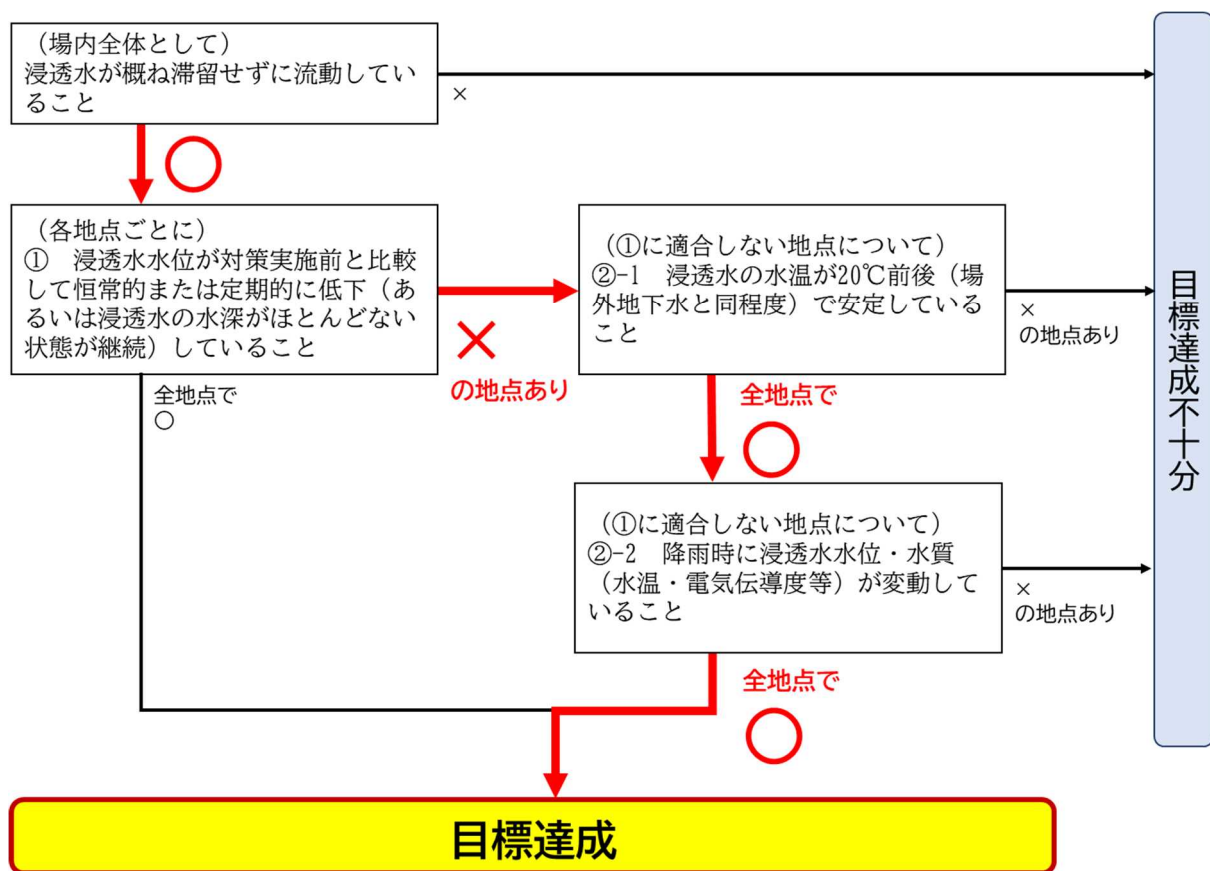 （場内全体として）
浸透水が概ね滞留せずに流動してい
ること
×
○
（各地点ごとに）
①　浸透水水位が対策実施前と比較
して恒常的または定期的に低下（あ
るいは浸透水の水深がほとんどない
状態が継続）していること
×
の地点あり
全地点で
○
（①に適合しない地点について）
②-1　浸透水の水温が20℃前後（場
外地下水と同程度）で安定している
こと
×
の地点あり
全地点で
○
（①に適合しない地点について）
②-2　降雨時に浸透水水位・水質
（水温・電気伝導度等）が変動して
いること
×
の地点あり
全地点で
○
目標達成不十分
目標達成